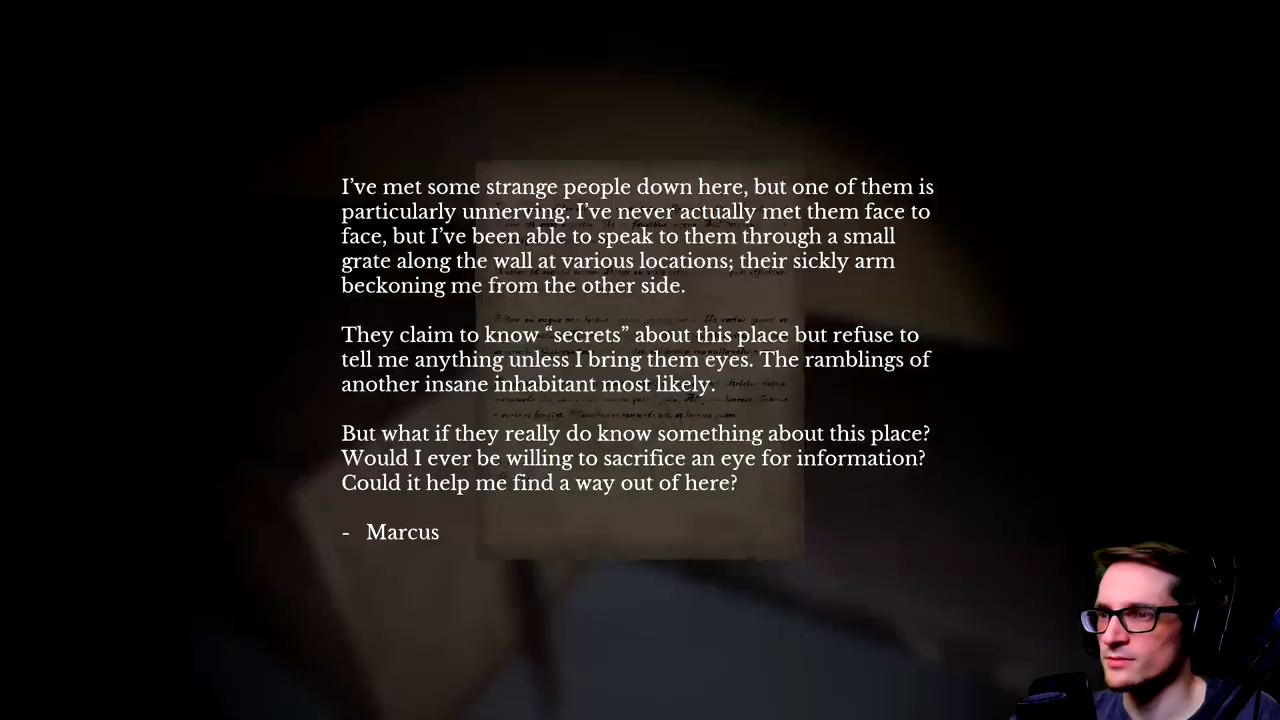 I’ve met some strange people down here, but one of them is
particularly unnerving. I’ve never actually met them face to
face, but I’ve been able to speak to them through a small
grate along the wall at various locations; their sickly arm
beckoning me from the other side.
They claim to know “secrets” about this place but refuse to
tell me anything unless I bring them eyes. The ramblings of
another insane inhabitant most likely.
But what if they really do know something about this place?
Would I ever be willing to sacrifice an eye for information?
Could it help me find a way out of here?
- Marcus